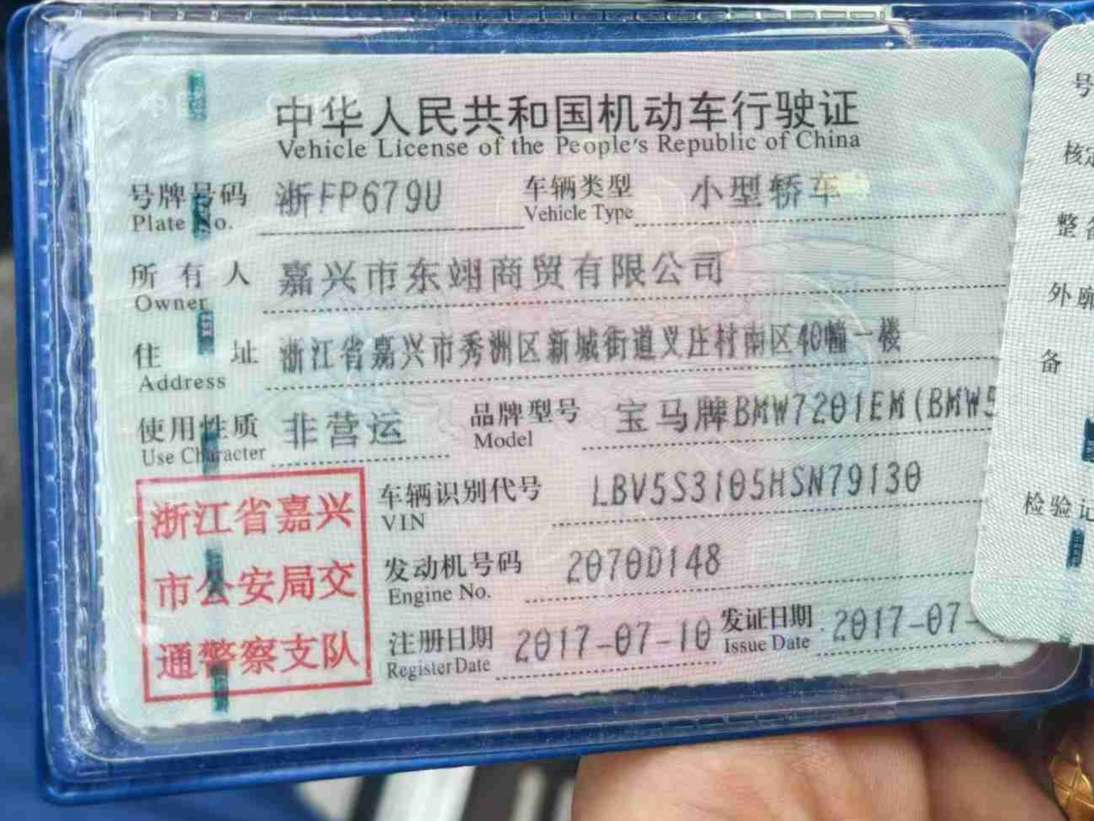 中华人民共和国机动车行驶证
Vehicle License of the People's Republic of China
号牌号码 浙FP679U 车辆类型 小型轿车
Plate No. Vehicle Type
所有人 嘉兴市东翊商贸有限公司
Owner
住址 浙江省嘉兴市秀洲区新城街道义庄村南区40幢一楼
Address
使用性质 非营运 品牌型号 宝马牌BMW7201EM(BMW5
Use Character Model
浙江省嘉兴
市公安局交
通警察支队
车辆识别代号 LBV5S3105HSN79130
VIN
发动机号码 2070D148
Engine No.
注册日期 2017-07-10 发证日期 2017-07-
Register Date Issue Date
号
核定
整备
外廓
备
检验记